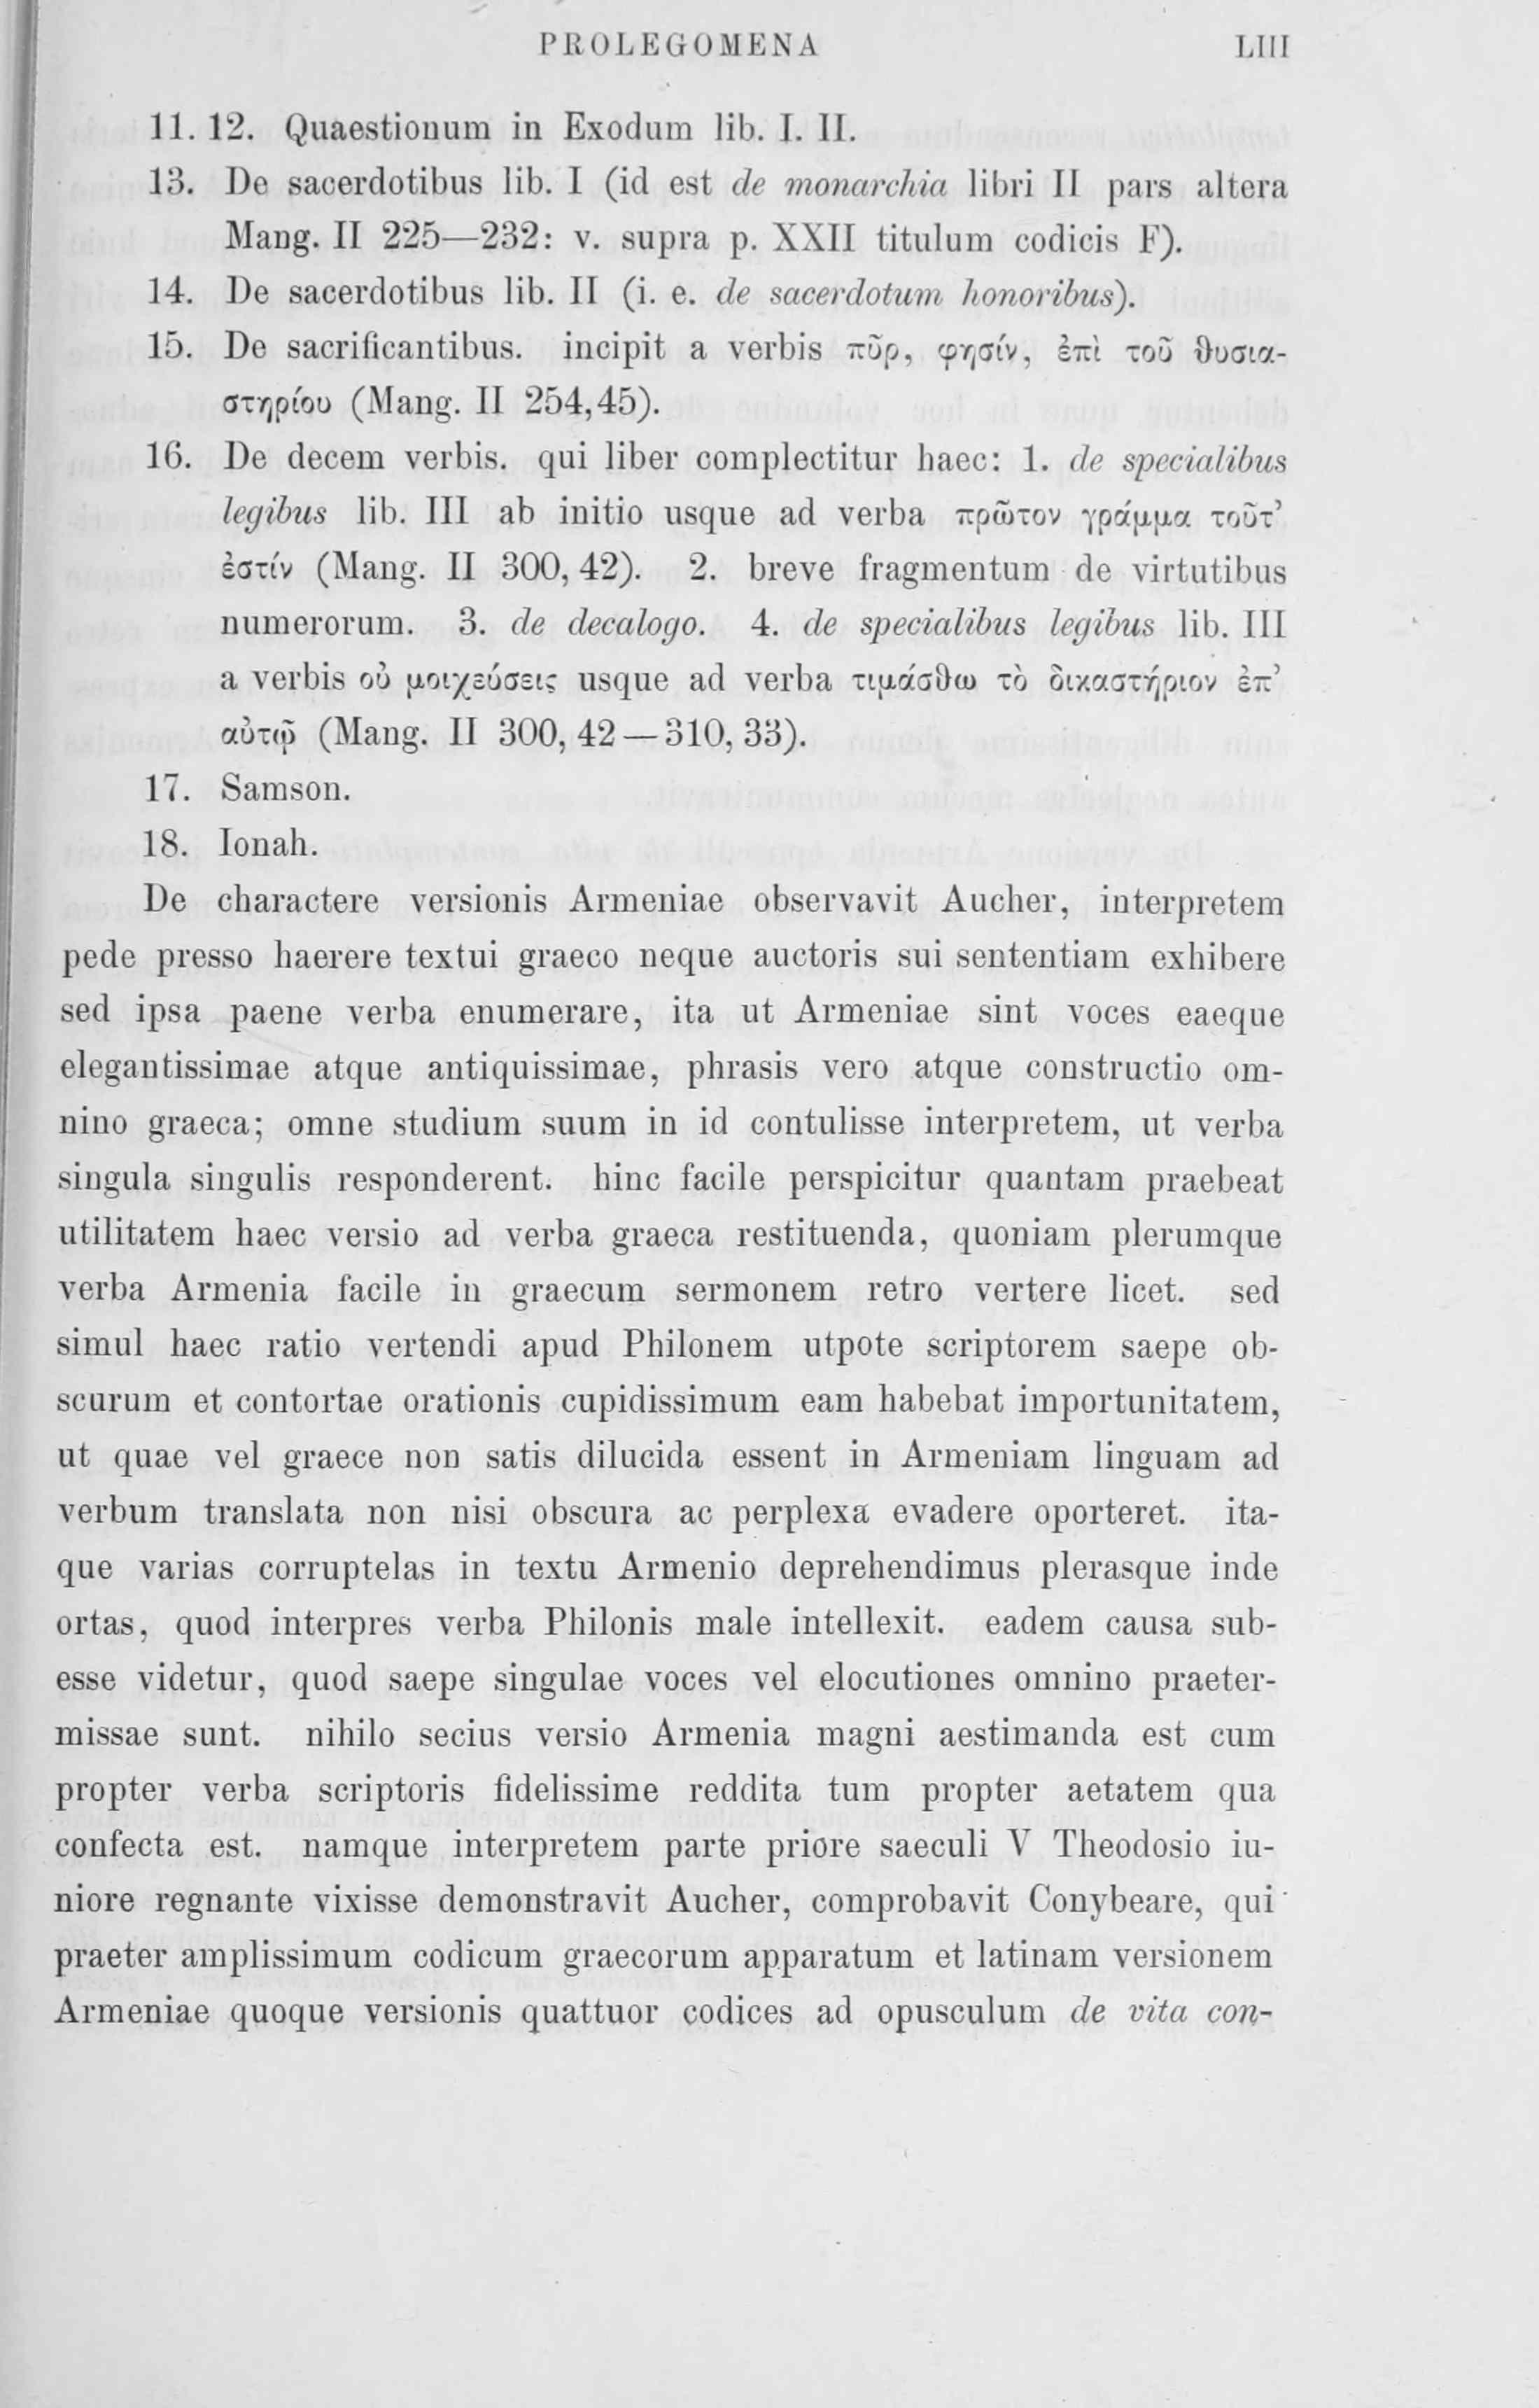 PROLEGOMENA LIII
11. 12. Quaestionum in Exodum lib. I. II.
13. De sacerdotibus lib. I (id est de monarchia libri II pars altera
Mang. II 225—232: v. supra p. XXII titulum codicis F).
14. De sacerdotibus lib. II (i. e. de sacerdotum honoribus).
15. De sacrificantibus. incipit a verbis πῦρ, φησίν, ἐπὶ τοῦ ϑυσια-
στηρίου (Mang. II 254,45).
16. De decem verbis. qui liber complectitur haec: 1. de specialibus
legibus lib. III ab initio usque ad verba πρῶτον γράμμα τοῦτ’
ἐστίν (Mang. II 300, 42). 2. breve fragmentum de virtutibus
numerorum. 3. de decalogo. 4. de specialibus legibus lib. III
a verbis οὐ μοιχεύσεις usque ad verba τιμάσϑω τὸ δικαστήριον ἐπ’
αὐτῷ (Mang. II 300, 42 — 310, 33).
17. Samson.
18. Ionah.
De charactere versionis Armeniae observavit Aucher, interpretem
pede presso haerere textui graeco neque auctoris sui sententiam exhibere
sed ipsa paene verba enumerare, ita ut Armeniae sint voces eaeque
elegantissimae atque antiquissimae, phrasis vero atque constructio om-
nino graeca; omne studium suum in id contulisse interpretem, ut verba
singula singulis responderent. hinc facile perspicitur quantam praebeat
utilitatem haec versio ad verba graeca restituenda, quoniam plerumque
verba Armenia facile in graecum sermonem retro vertere licet. sed
simul haec ratio vertendi apud Philonem utpote scriptorem saepe ob-
scurum et contortae orationis cupidissimum eam habebat importunitatem,
ut quae vel graece non satis dilucida essent in Armeniam linguam ad
verbum translata non nisi obscura ac perplexa evadere oporteret. ita-
que varias corruptelas in textu Armenio deprehendimus plerasque inde
ortas, quod interpres verba Philonis male intellexit. eadem causa sub-
esse videtur, quod saepe singulae voces vel elocutiones omnino praeter-
missae sunt. nihilo secius versio Armenia magni aestimanda est cum
propter verba scriptoris fidelissime reddita tum propter aetatem qua
confecta est. namque interpretem parte priore saeculi V Theodosio iu-
niore regnante vixisse demonstravit Aucher, comprobavit Conybeare, qui
praeter amplissimum codicum graecorum apparatum et latinam versionem
Armeniae quoque versionis quattuor codices ad opusculum de vita con-